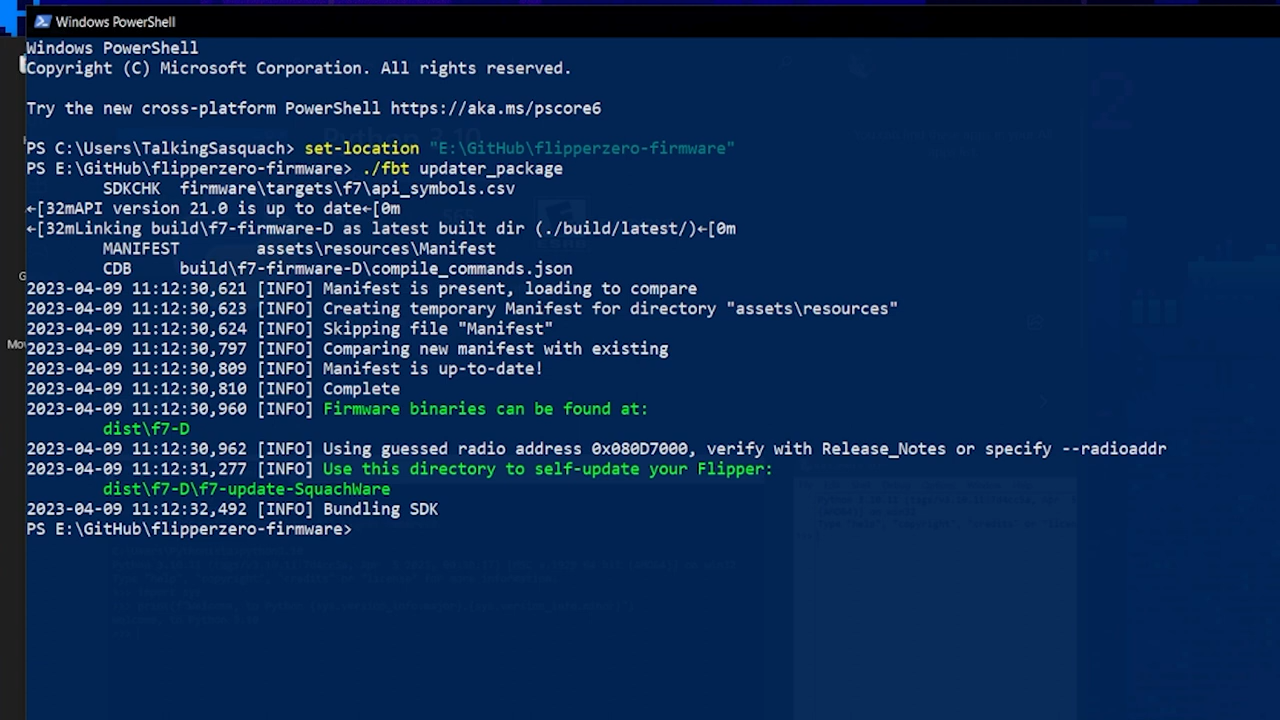 Windows PowerShell
Windows PowerShell
Copyright (C) Microsoft Corporation. All rights reserved.
Try the new cross-platform PowerShell https://aka.ms/pscore6
PS C:\Users\TalkingSasquach> set-location "E:\GitHub\flipperzero-firmware"
PS E:\GitHub\flipperzero-firmware> ./fbt updater_package
SDKCHK firmware\targets\f7\api_symbols.csv
←[32mAPI version 21.0 is up to date←[0m
←[32mLinking build\f7-firmware-D as latest built dir (./build/latest/)←[0m
MANIFEST assets\resources\Manifest
CDB build\f7-firmware-D\compile_commands.json
2023-04-09 11:12:30,621 [INFO] Manifest is present, loading to compare
2023-04-09 11:12:30,623 [INFO] Creating temporary Manifest for directory "assets\resources"
2023-04-09 11:12:30,624 [INFO] Skipping file "Manifest"
2023-04-09 11:12:30,797 [INFO] Comparing new manifest with existing
2023-04-09 11:12:30,809 [INFO] Manifest is up-to-date!
2023-04-09 11:12:30,810 [INFO] Complete
2023-04-09 11:12:30,960 [INFO] Firmware binaries can be found at:
dist\f7-D
2023-04-09 11:12:30,962 [INFO] Using guessed radio address 0x080D7000, verify with Release_Notes or specify --radioaddr
2023-04-09 11:12:31,277 [INFO] Use this directory to self-update your Flipper:
dist\f7-D\f7-update-SquachWare
2023-04-09 11:12:32,492 [INFO] Bundling SDK
PS E:\GitHub\flipperzero-firmware>
Python 3.10